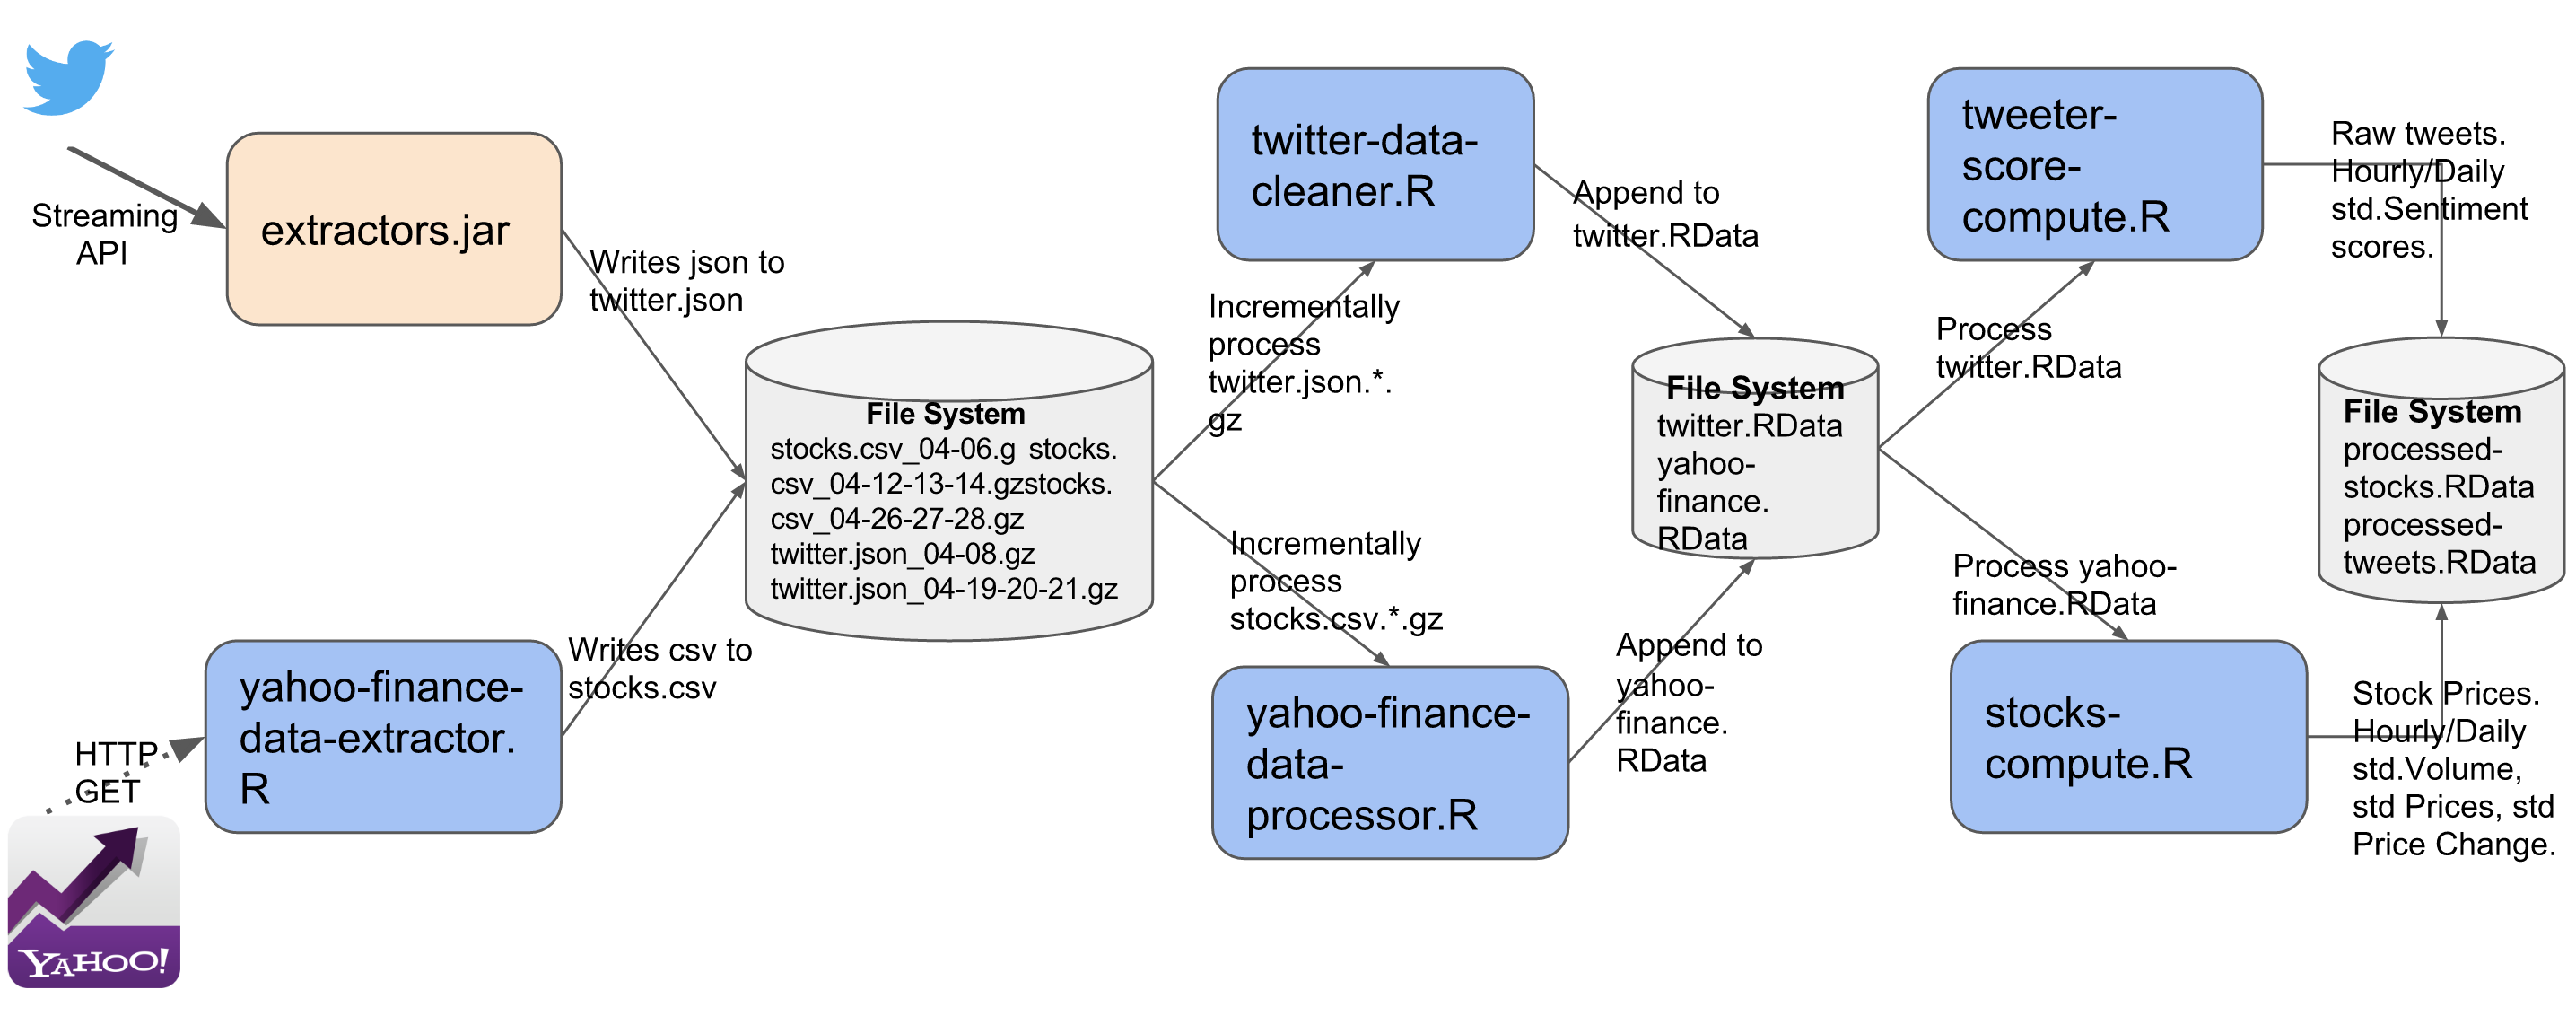 Streaming
API
extractors.jar
Writes json to
twitter.json
HTTP
GET
YAHOO!
yahoo-finance-
data-extractor.
R
Writes csv to
stocks.csv
File System
stocks.csv_04-06.g stocks.
csv_04-12-13-14.gzstocks.
csv_04-26-27-28.gz
twitter.json_04-08.gz
twitter.json_04-19-20-21.gz
Incrementally
process
twitter.json.*.
gz
twitter-data-
cleaner.R
Incrementally
process
stocks.csv.*.gz
yahoo-finance-
data-
processor.R
Append to
twitter.RData
Append to
yahoo-
finance.
RData
File System
twitter.RData
yahoo-
finance.
RData
Process
twitter.RData
tweeter-
score-
compute.R
Process yahoo-
finance.RData
stocks-
compute.R
Raw tweets.
Hourly/Daily
std.Sentiment
scores.
Stock Prices.
Hourly/Daily
std.Volume,
std Prices, std
Price Change.
File System
processed-
stocks.RData
processed-
tweets.RData